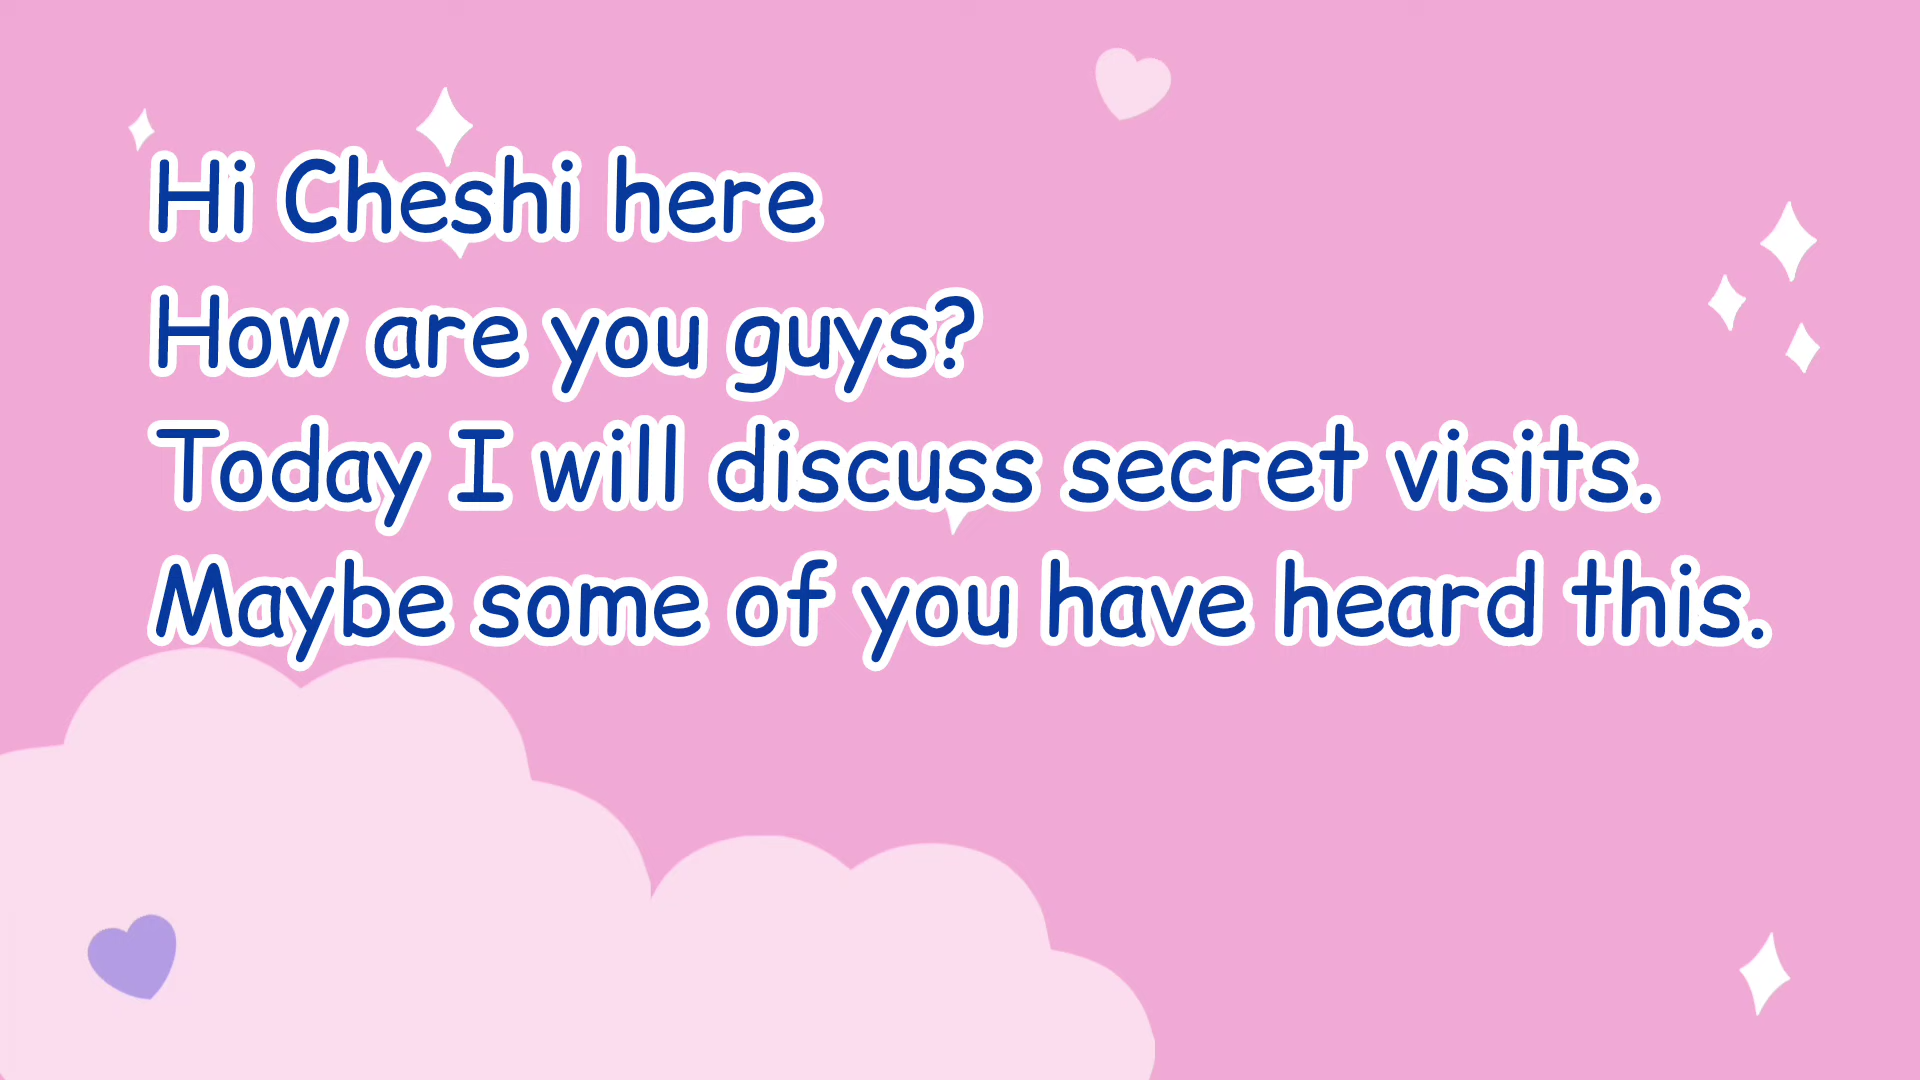 Hi Cheshi here
How are you guys?
Today I will discuss secret visits.
Maybe some of you have heard this.